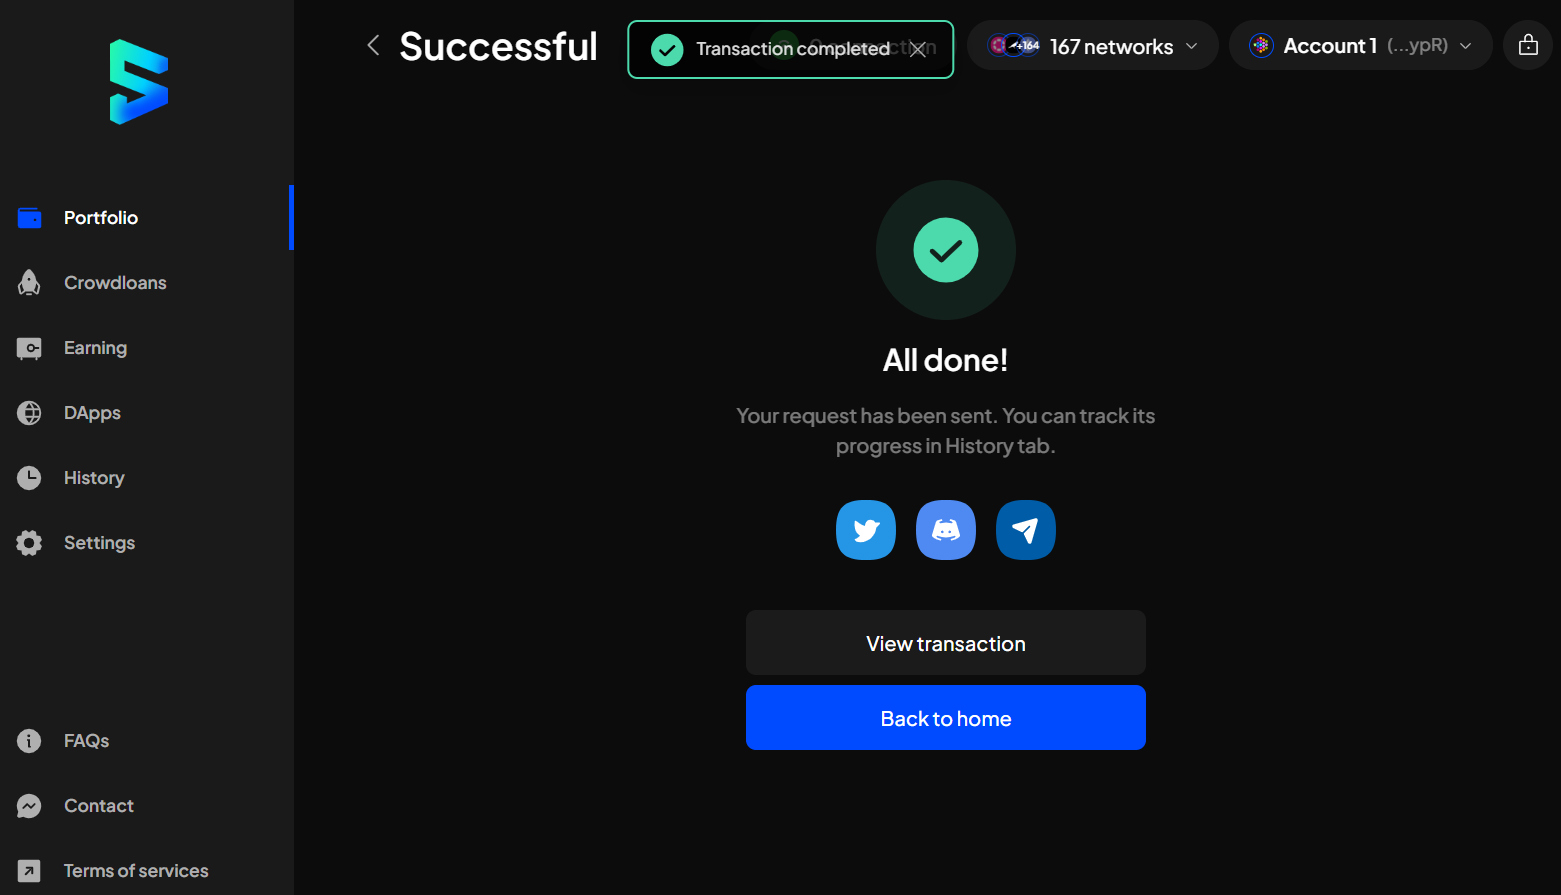 Successful
Transaction completed
+164 167 networks
Account 1 (...ypR)
Portfolio
Crowdloans
Earning
DApps
History
Settings
FAQs
Contact
Terms of services
All done!
Your request has been sent. You can track its
progress in History tab.
View transaction
Back to home